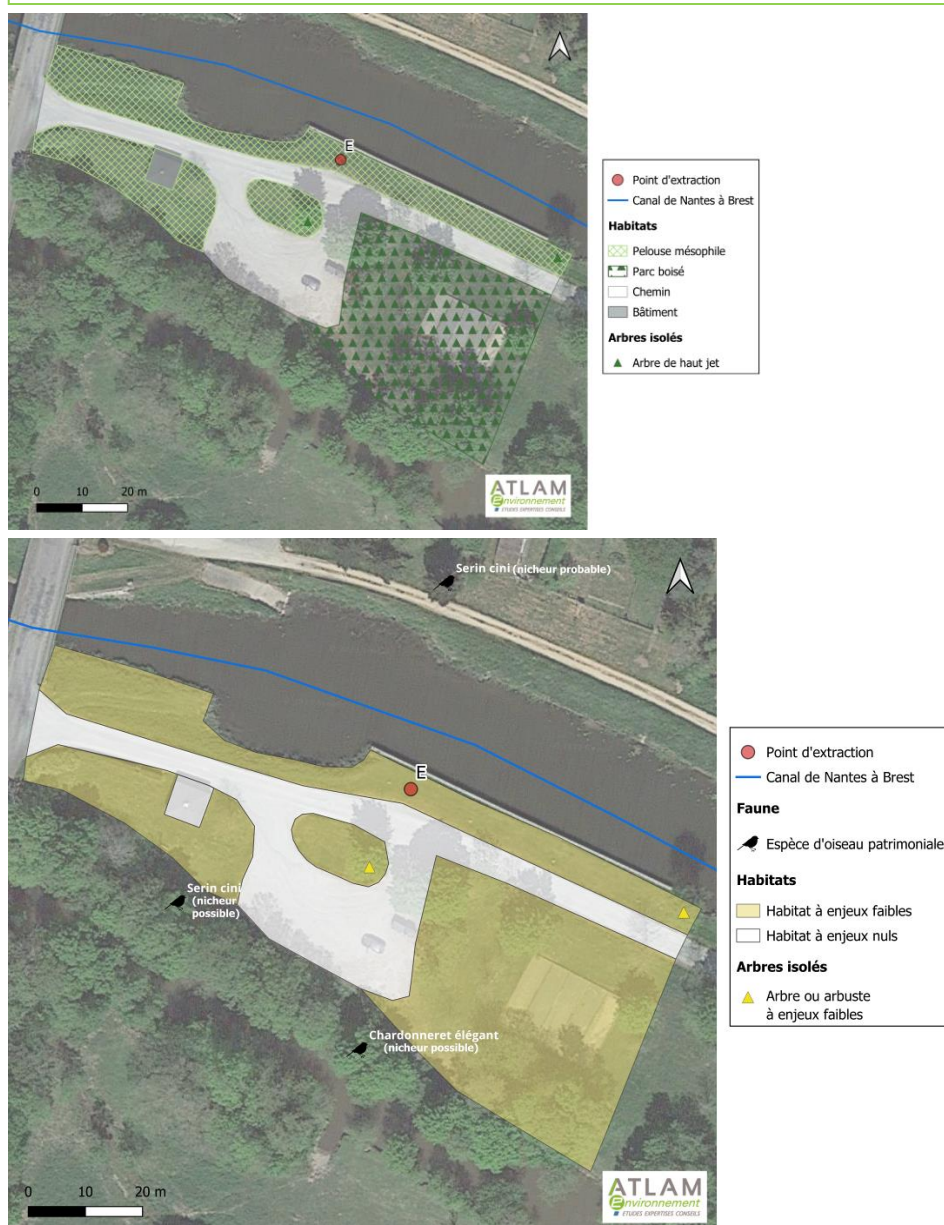 E
Point d'extraction
Canal de Nantes à Brest
Habitats
Pelouse mésophile
Parc boisé
Chemin
Bâtiment
Arbres isolés
Arbre de haut jet
0 10 20 m
ATLAM
environnement
ETUDES EXPERTISES CONSEILS
Serin cini (nicheur probable)
E
Serin cini
(nicheur
possible)
Chardonneret élégant
(nicheur possible)
Point d'extraction
Canal de Nantes à Brest
Faune
Espèce d'oiseau patrimoniale
Habitats
Habitat à enjeux faibles
Habitat à enjeux nuls
Arbres isolés
Arbre ou arbuste
à enjeux faibles
0 10 20 m
ATLAM
environnement
ETUDES EXPERTISES CONSEILS